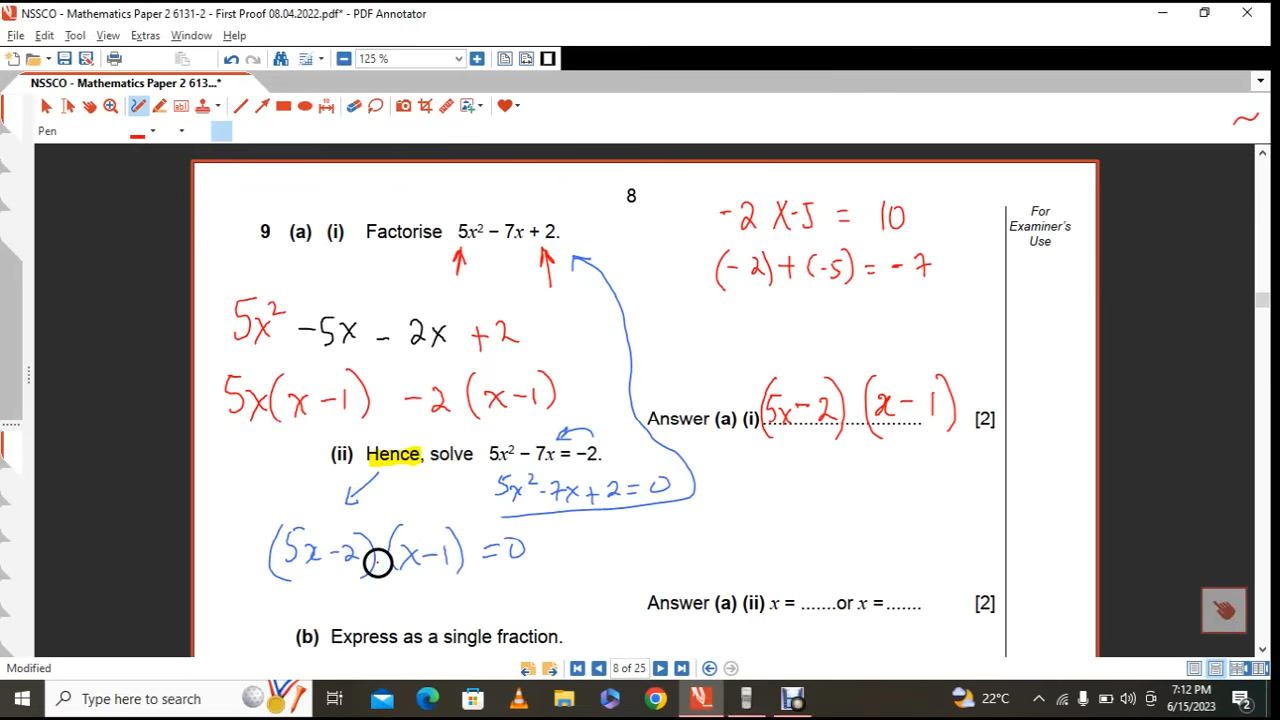 NSSCO - Mathematics Paper 2 6131-2 - First Proof 08.04.2022.pdf* - PDF Annotator
File Edit Tool View Extras Window Help
125 %
NSSCO - Mathematics Paper 2 613...*
Pen
8
For
Examiner's
Use
9 (a) (i) Factorise 5x² − 7x + 2.
-2 x -5 = 10
(-2) + (-5) = -7
5x² -5x - 2x +2
5x(x - 1) -2 (x - 1)
Answer (a) (i) (5x - 2) (x - 1) [2]
(ii) Hence, solve 5x² − 7x = −2.
5x² - 7x + 2 = 0
(5x - 2) (x - 1) = 0
Answer (a) (ii) x = .......or x =....... [2]
(b) Express as a single fraction.
Modified
8 of 25
Type here to search
22°C
7:12 PM
6/15/2023
2